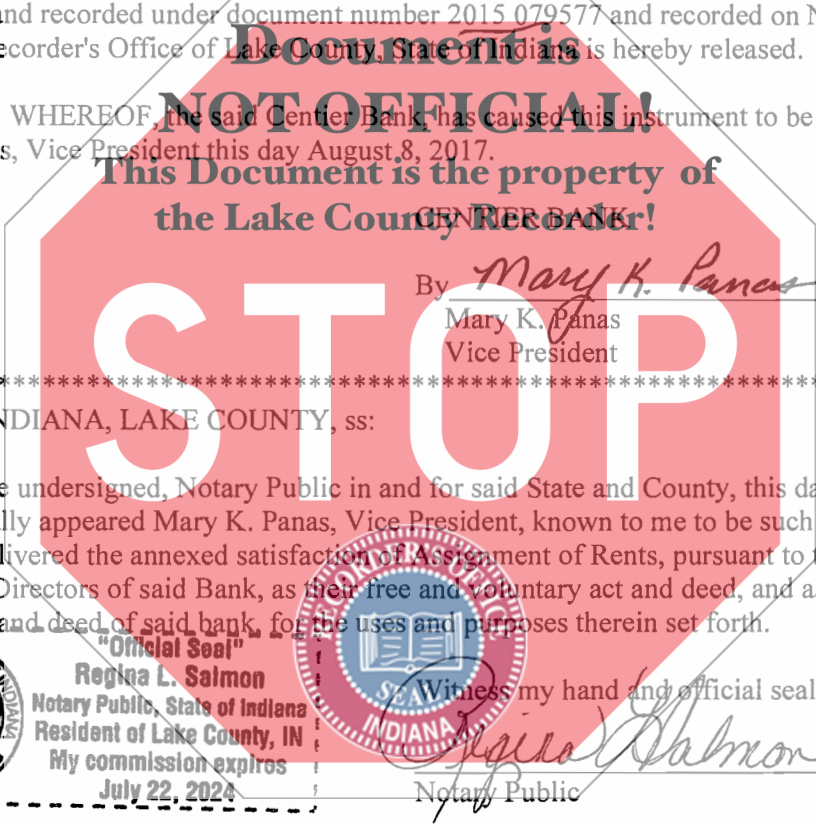 nd recorded under document number 2015 079577 and recorded on N
ecorder's Office of Lake County, State of Indiana is hereby released.
Document is
NOT OFFICIAL!
WHEREOF, the said Centier Bank, has caused this instrument to be
s, Vice President this day August 8, 2017.
This Document is the property of
the Lake County Recorder!
CENTIER BANK
By Mary K. Panas
Mary K. Panas
Vice President
STOP
NDIANA, LAKE COUNTY, ss:
e undersigned, Notary Public in and for said State and County, this da
lly appeared Mary K. Panas, Vice President, known to me to be such
livered the annexed satisfaction of Assignment of Rents, pursuant to t
Directors of said Bank, as their free and voluntary act and deed, and a
and deed of said bank, for the uses and purposes therein set forth.
RECORDER'S OFFICE
SEAL
INDIANA
"Official Seal"
Regina L. Salmon
Notary Public, State of Indiana
Resident of Lake County, IN
My commission expires
July 22, 2024
INDIANA
Witness my hand and official seal
Regina Salmon
Notary Public